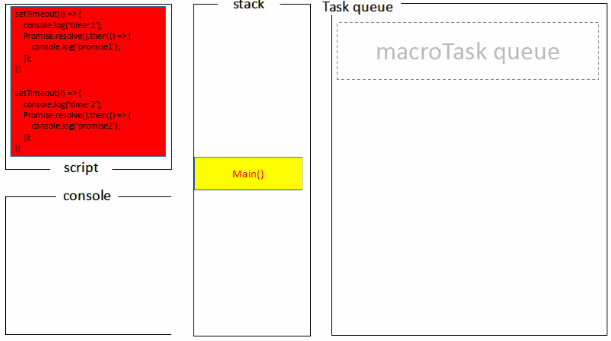 setTimeout(() => {
console.log('timer1');
Promise.resolve().then(() => {
console.log('promise1');
});
})
setTimeout(() => {
console.log('timer2');
Promise.resolve().then(() => {
console.log('promise2');
});
})
script
console
stack
Main()
Task queue
macroTask queue